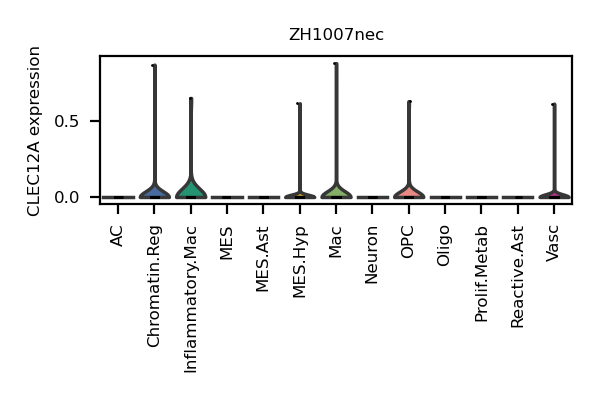 ZH1007nec
CLEC12A expression
0.5
0.0
AC
Chromatin.Reg
Inflammatory.Mac
MES
MES.Ast
MES.Hyp
Mac
Neuron
OPC
Oligo
Prolif.Metab
Reactive.Ast
Vasc